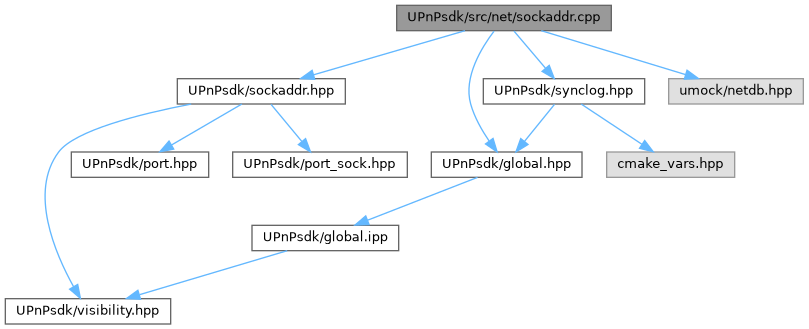 UPnPsdk/src/net/sockaddr.cpp
UPnPsdk/sockaddr.hpp
UPnPsdk/synclog.hpp
umock/netdb.hpp
UPnPsdk/port.hpp
UPnPsdk/port_sock.hpp
UPnPsdk/global.hpp
cmake_vars.hpp
UPnPsdk/global.ipp
UPnPsdk/visibility.hpp